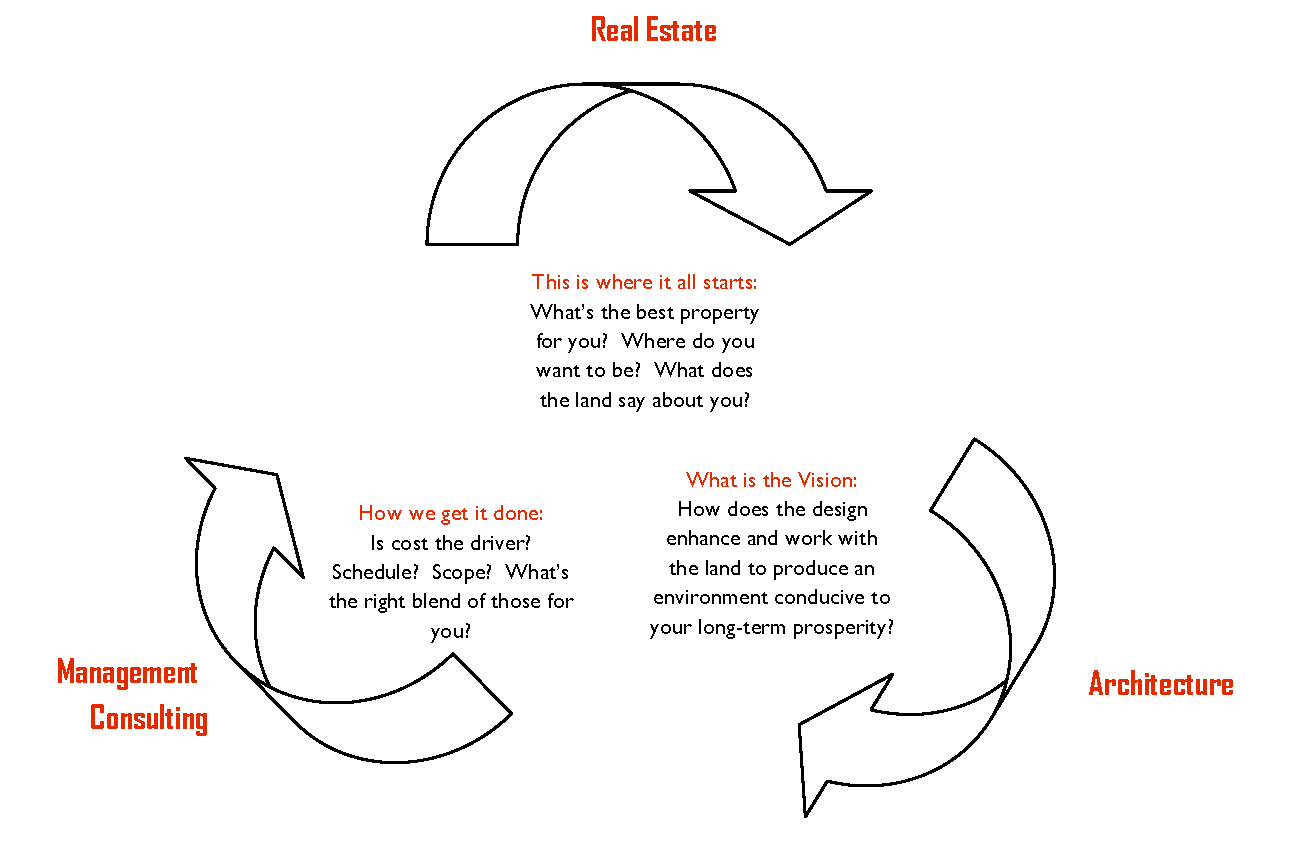 Real Estate
This is where it all starts:
What's the best property
for you?  Where do you
want to be?  What does
the land say about you?
What is the Vision:
How does the design
enhance and work with
the land to produce an
environment conducive to
your long-term prosperity?
How we get it done:
Is cost the driver?
Schedule?  Scope?  What's
the right blend of those for
you?
Management
Consulting
Architecture